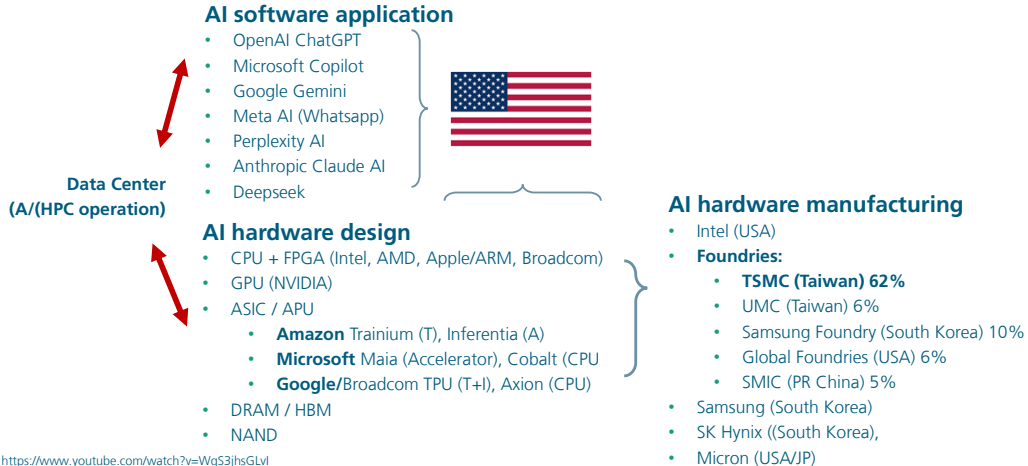 AI software application
• OpenAI ChatGPT
• Microsoft Copilot
• Google Gemini
• Meta AI (Whatsapp)
• Perplexity AI
• Anthropic Claude AI
• Deepseek
Data Center
(A/(HPC operation)
AI hardware design
• CPU + FPGA (Intel, AMD, Apple/ARM, Broadcom)
• GPU (NVIDIA)
• ASIC / APU
• Amazon Trainium (T), Inferentia (A)
• Microsoft Maia (Accelerator), Cobalt (CPU
• Google/Broadcom TPU (T+I), Axion (CPU)
• DRAM / HBM
• NAND
AI hardware manufacturing
• Intel (USA)
• Foundries:
• TSMC (Taiwan) 62%
• UMC (Taiwan) 6%
• Samsung Foundry (South Korea) 10%
• Global Foundries (USA) 6%
• SMIC (PR China) 5%
• Samsung (South Korea)
• SK Hynix ((South Korea),
• Micron (USA/JP)
https://www.youtube.com/watch?v=WgS3jhsGLvI